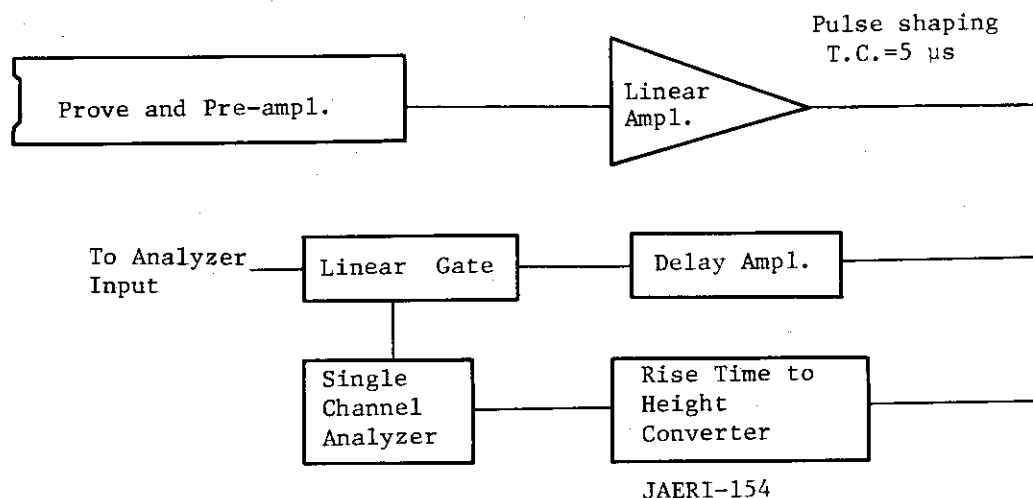 Pulse shaping
T.C.=5 μs
Prove and Pre-ampl.
Linear
Ampl.
To Analyzer
Input
Linear Gate
Delay Ampl.
Single
Channel
Analyzer
Rise Time to
Height
Converter
JAERI-154